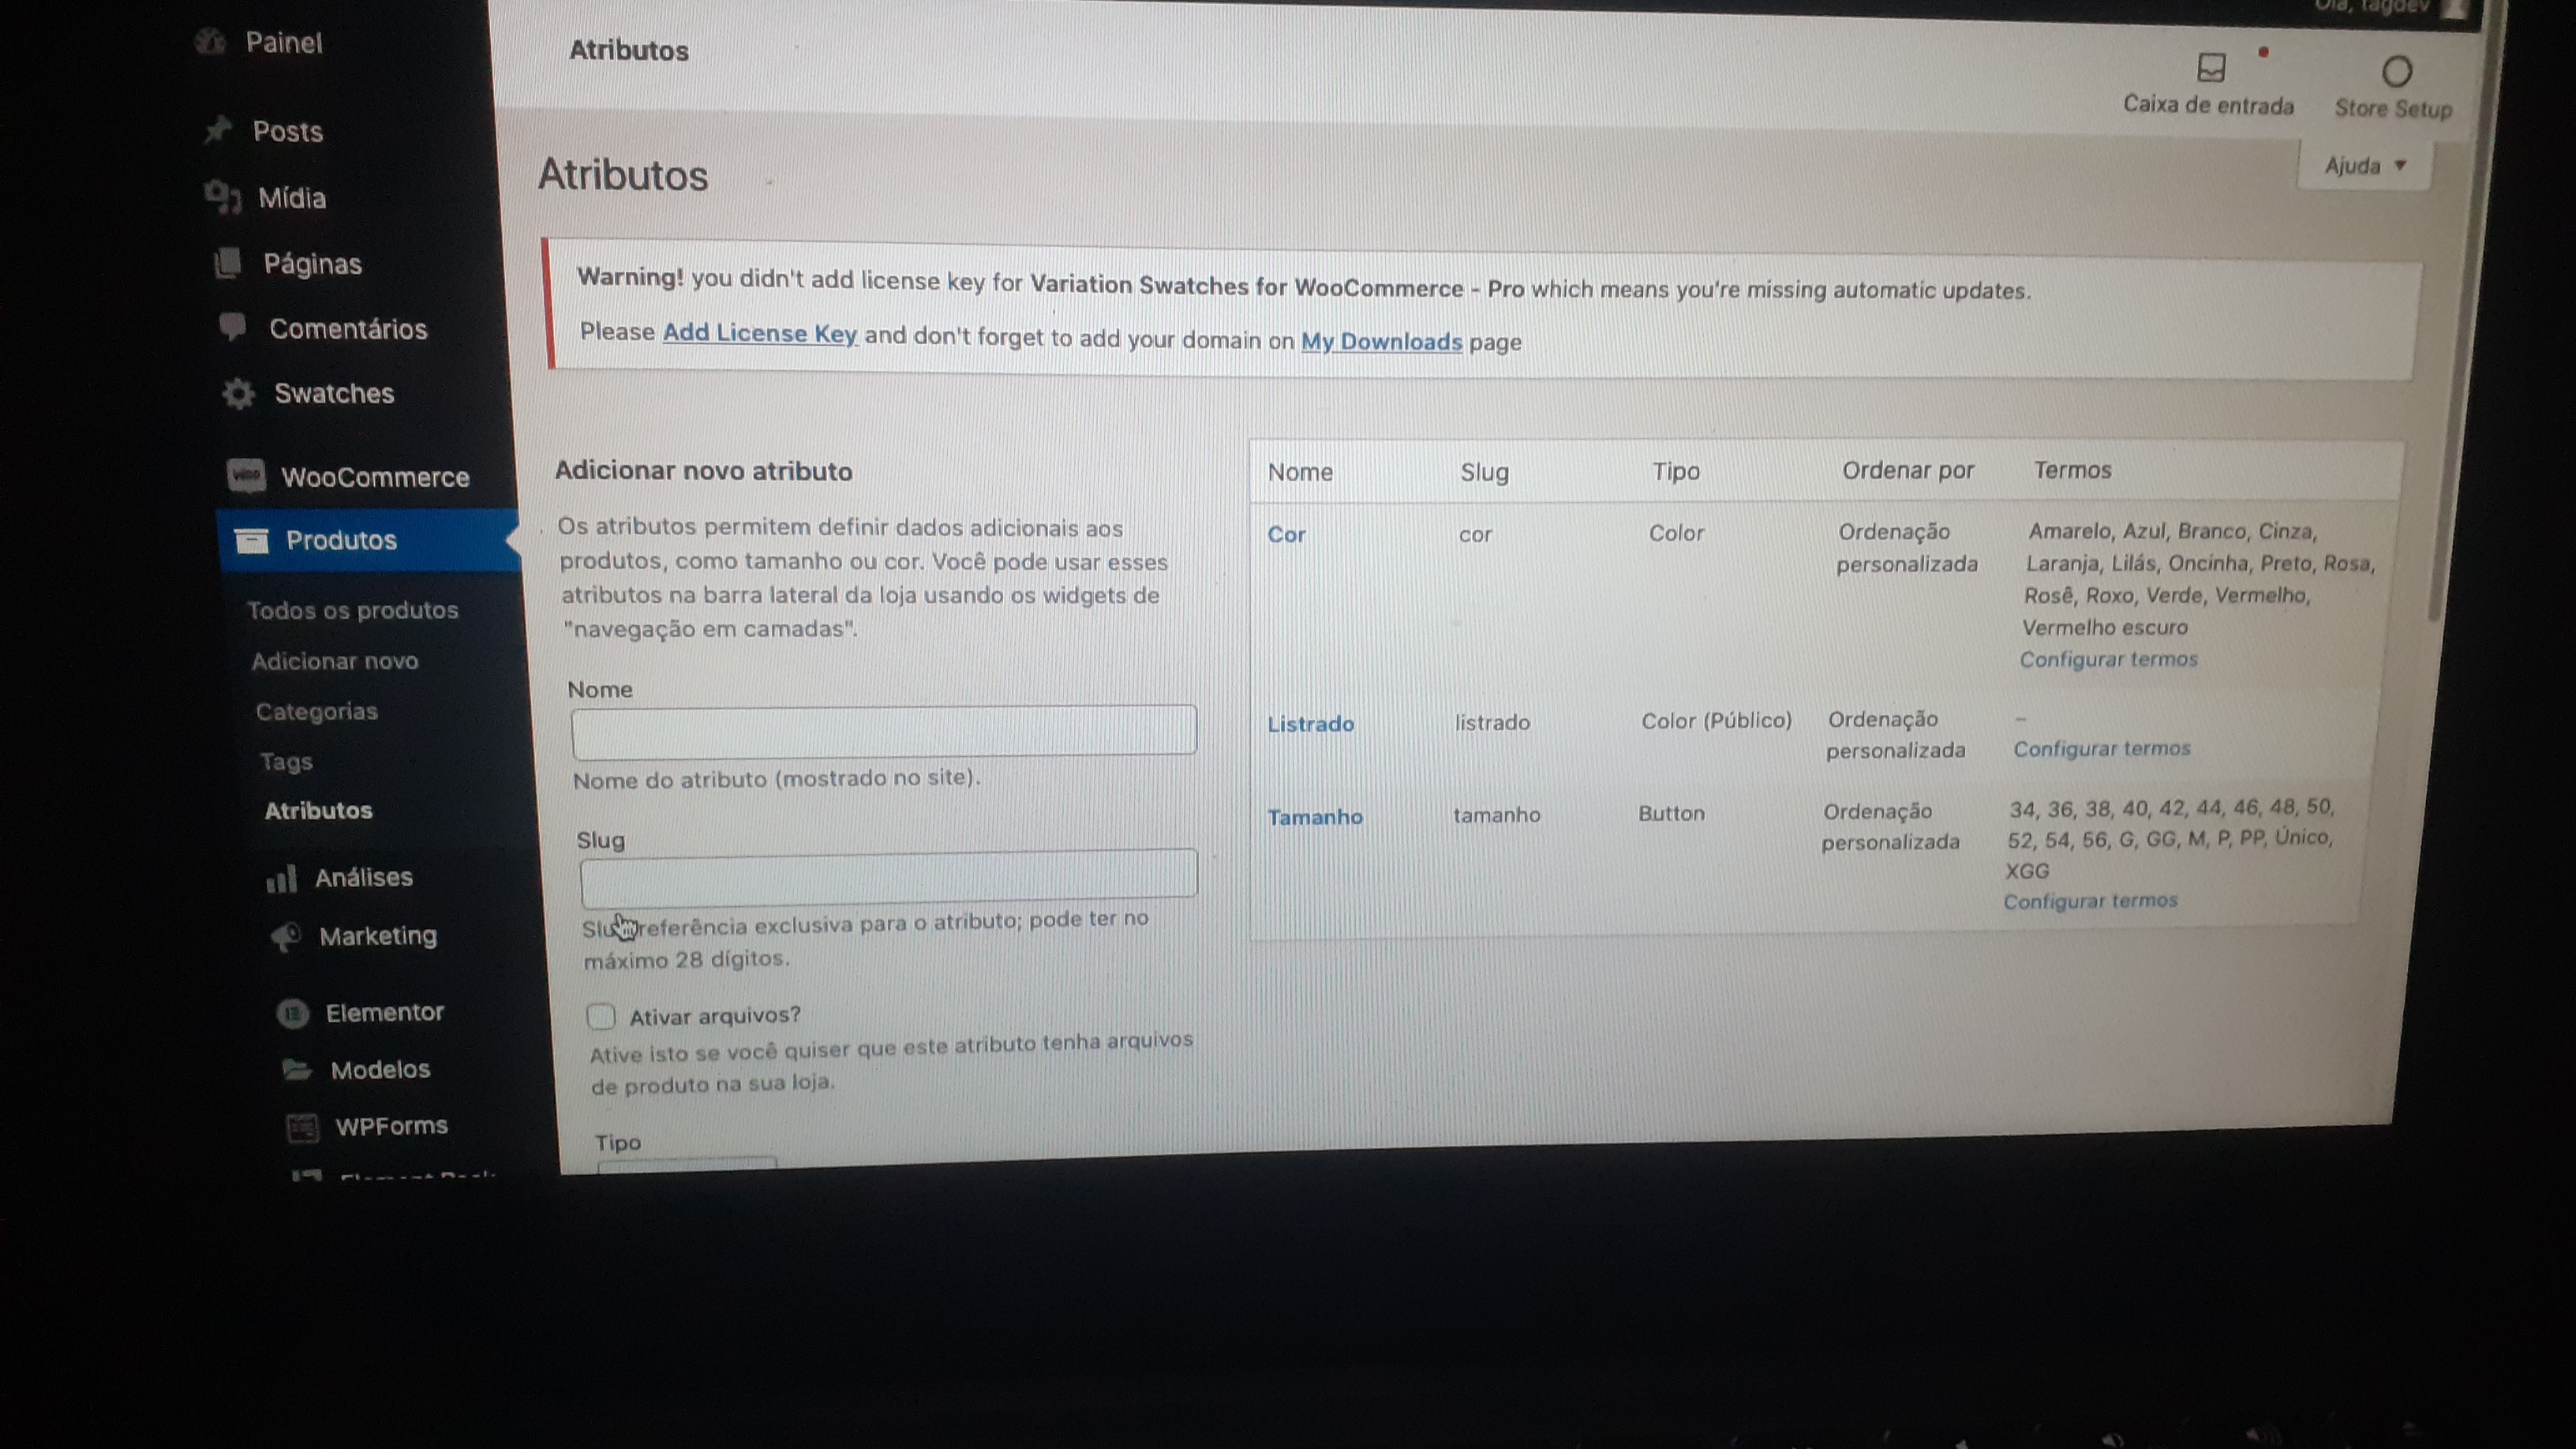 Olá, tagdev
Painel
Posts
Mídia
Páginas
Comentários
Swatches
WooCommerce
Produtos
Todos os produtos
Adicionar novo
Categorias
Tags
Atributos
Análises
Marketing
Elementor
Modelos
WPForms
Atributos
Caixa de entrada
Store Setup
Ajuda
Atributos
Warning! you didn't add license key for Variation Swatches for WooCommerce - Pro which means you're missing automatic updates.
Please Add License Key and don't forget to add your domain on My Downloads page
Adicionar novo atributo
Os atributos permitem definir dados adicionais aos
produtos, como tamanho ou cor. Você pode usar esses
atributos na barra lateral da loja usando os widgets de
"navegação em camadas".
Nome
Nome do atributo (mostrado no site).
Slug
referência exclusiva para o atributo; pode ter no
máximo 28 dígitos.
Ativar arquivos?
Ative isto se você quiser que este atributo tenha arquivos
de produto na sua loja.
Tipo
Nome Slug Tipo Ordenar por Termos
Cor cor Color Ordenação Amarelo, Azul, Branco, Cinza,
personalizada Laranja, Lilás, Oncinha, Preto, Rosa,
Rosê, Roxo, Verde, Vermelho,
Vermelho escuro
Configurar termos
Listrado listrado Color (Público) Ordenação –
personalizada Configurar termos
Tamanho tamanho Button Ordenação 34, 36, 38, 40, 42, 44, 46, 48, 50,
personalizada 52, 54, 56, G, GG, M, P, PP, Único,
XGG
Configurar termos